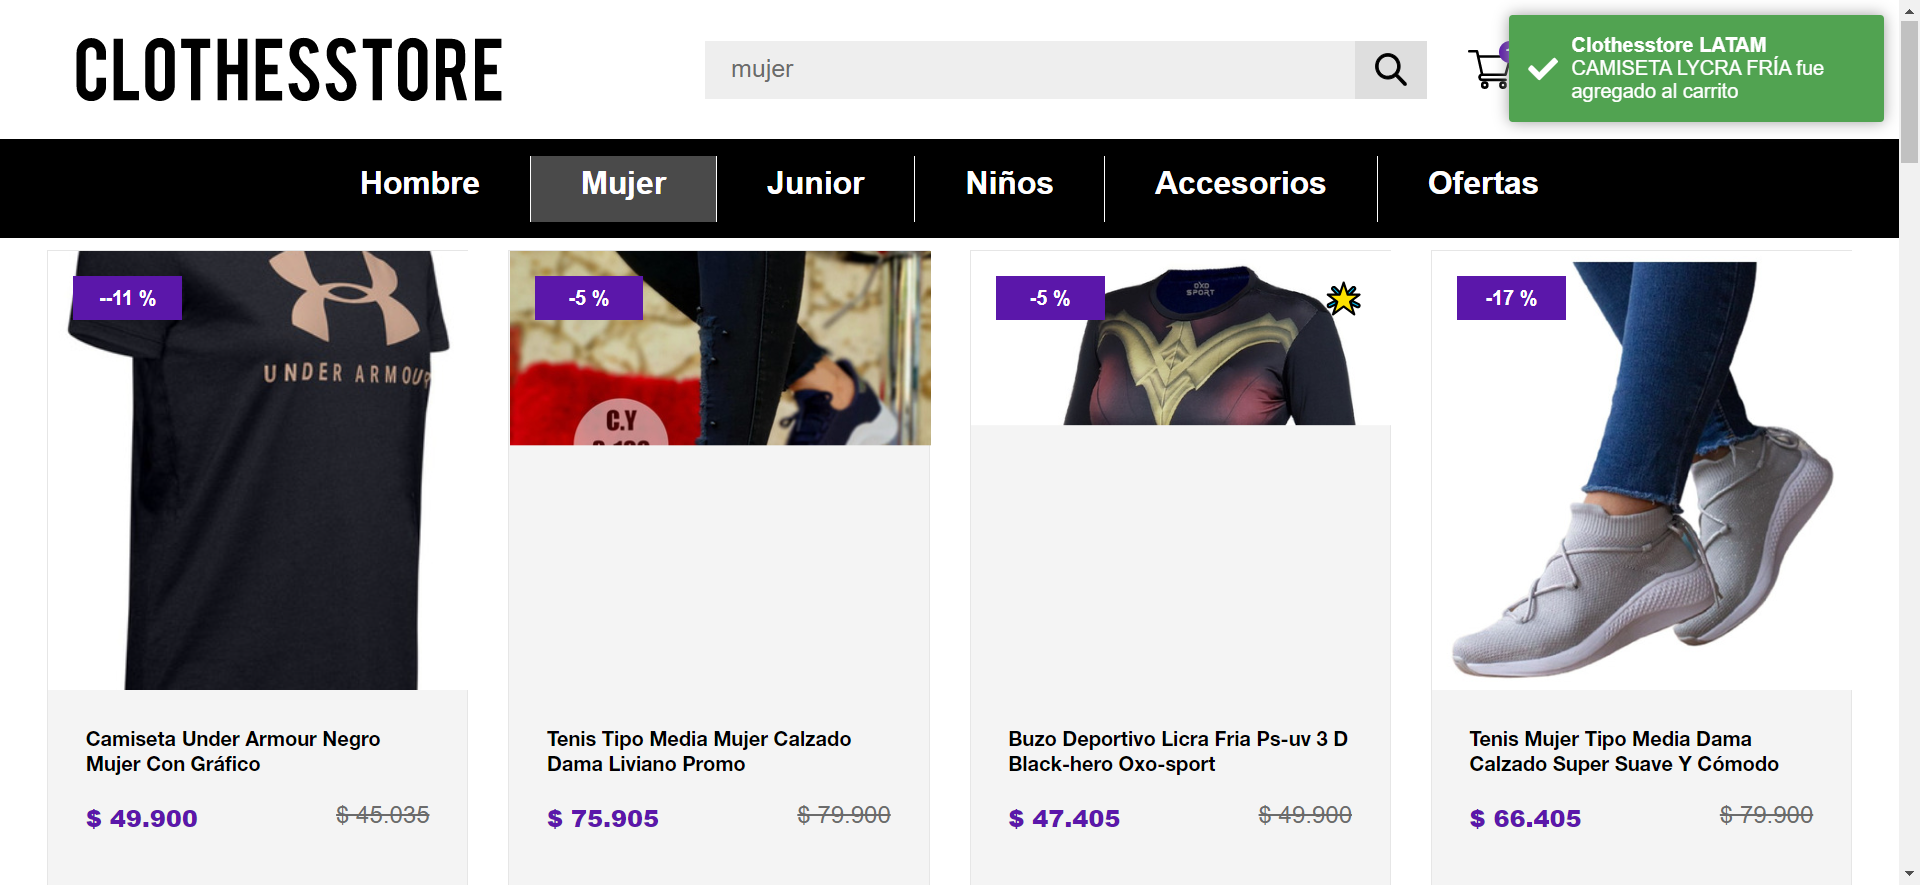 CLOTHESSTORE
mujer
Clothesstore LATAM
CAMISETA LYCRA FRÍA fue
agregado al carrito
Hombre
Mujer
Junior
Niños
Accesorios
Ofertas
--11 %
UNDER ARMOUR
-5 %
C.Y
-5 %
OXO
SPORT
-17 %
Camiseta Under Armour Negro
Mujer Con Gráfico
$ 49.900
$ 45.035
Tenis Tipo Media Mujer Calzado
Dama Liviano Promo
$ 75.905
$ 79.900
Buzo Deportivo Licra Fria Ps-uv 3 D
Black-hero Oxo-sport
$ 47.405
$ 49.900
Tenis Mujer Tipo Media Dama
Calzado Super Suave Y Cómodo
$ 66.405
$ 79.900